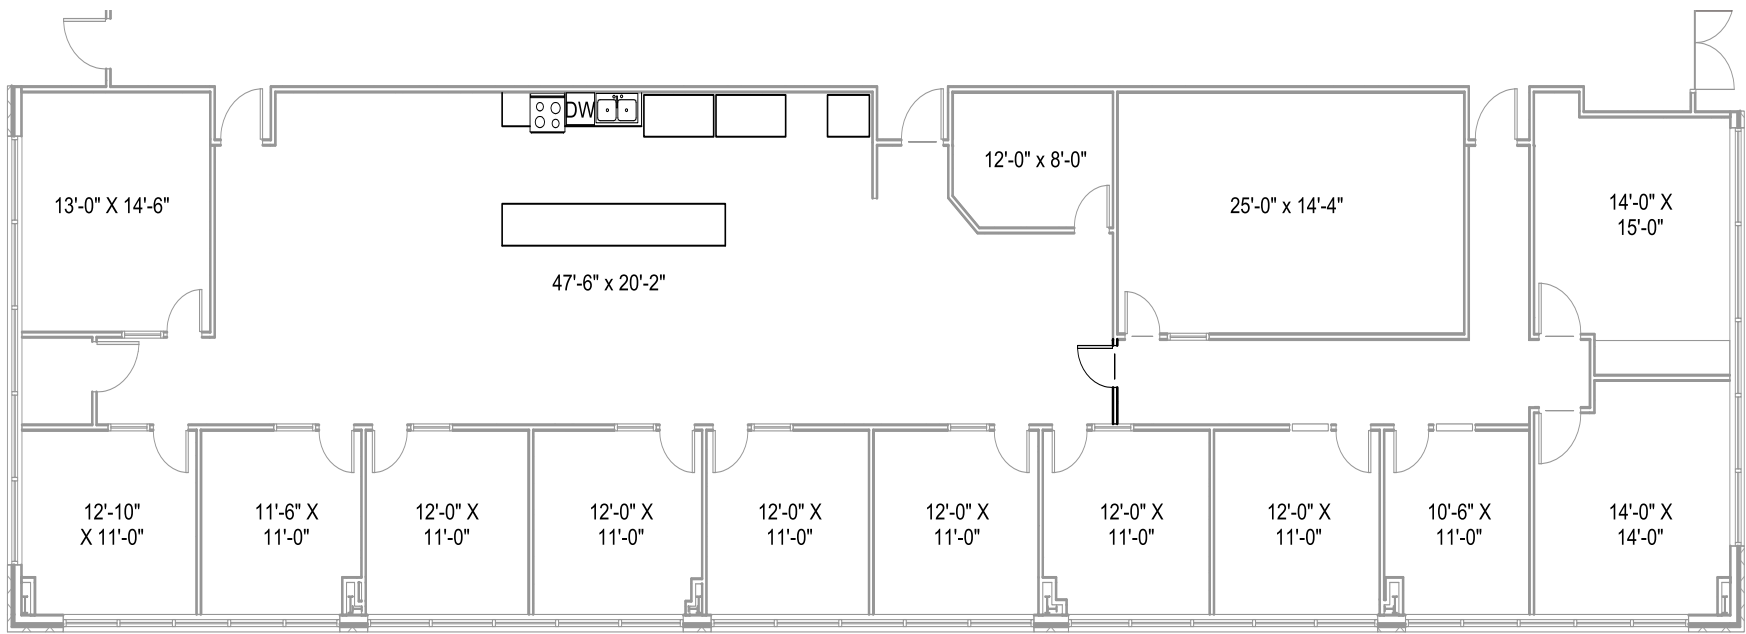 DW
12'-0" x 8'-0"
13'-0" X 14'-6"
25'-0" x 14'-4"
14'-0" X
15'-0"
47'-6" x 20'-2"
12'-10"
X 11'-0"
11'-6" X
11'-0"
12'-0" X
11'-0"
12'-0" X
11'-0"
12'-0" X
11'-0"
12'-0" X
11'-0"
12'-0" X
11'-0"
12'-0" X
11'-0"
10'-6" X
11'-0"
14'-0" X
14'-0"